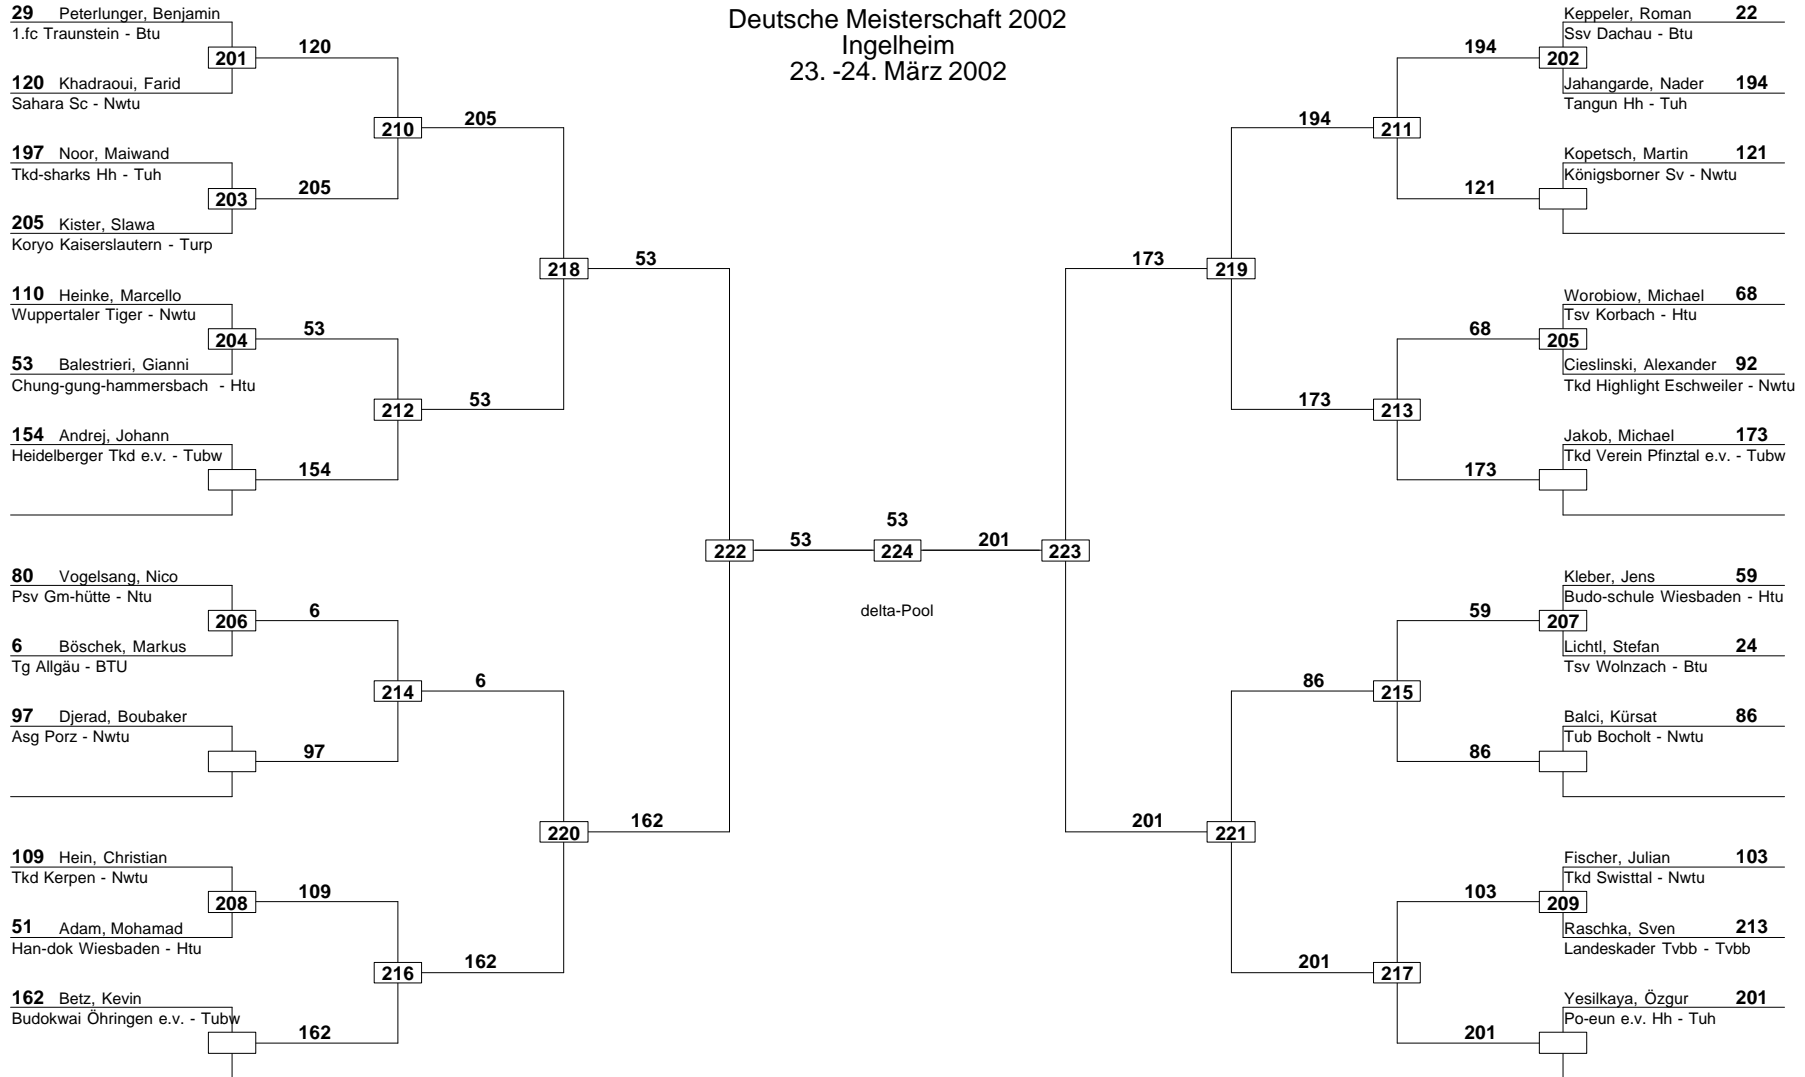 Deutsche Meisterschaft 2002
Ingelheim
23. -24. März 2002
29 Peterlunger, Benjamin
1.fc Traunstein - Btu
201
120
120 Khadraoui, Farid
Sahara Sc - Nwtu
210
205
197 Noor, Maiwand
Tkd-sharks Hh - Tuh
203
205
205 Kister, Slawa
Koryo Kaiserslautern - Turp
218
53
110 Heinke, Marcello
Wuppertaler Tiger - Nwtu
204
53
53 Balestrieri, Gianni
Chung-gung-hammersbach - Htu
212
53
154 Andrej, Johann
Heidelberger Tkd e.v. - Tubw
154
222
53
53
224
201
223
delta-Pool
80 Vogelsang, Nico
Psv Gm-hütte - Ntu
206
6
6 Böschek, Markus
Tg Allgäu - BTU
214
6
97 Djerad, Boubaker
Asg Porz - Nwtu
97
220
162
109 Hein, Christian
Tkd Kerpen - Nwtu
208
109
51 Adam, Mohamad
Han-dok Wiesbaden - Htu
216
162
162 Betz, Kevin
Budokwai Öhringen e.v. - Tubw
162
Keppeler, Roman 22
Ssv Dachau - Btu
194
202
Jahangarde, Nader 194
Tangun Hh - Tuh
194
211
Kopetsch, Martin 121
Königsborner Sv - Nwtu
121
173
219
Worobiow, Michael 68
Tsv Korbach - Htu
68
205
Cieslinski, Alexander 92
Tkd Highlight Eschweiler - Nwtu
173
213
Jakob, Michael 173
Tkd Verein Pfinztal e.v. - Tubw
173
Kleber, Jens 59
Budo-schule Wiesbaden - Htu
59
207
Lichtl, Stefan 24
Tsv Wolnzach - Btu
86
215
Balci, Kürsat 86
Tub Bocholt - Nwtu
86
201
221
Fischer, Julian 103
Tkd Swisttal - Nwtu
103
209
Raschka, Sven 213
Landeskader Tvbb - Tvbb
201
217
Yesilkaya, Özgur 201
Po-eun e.v. Hh - Tuh
201